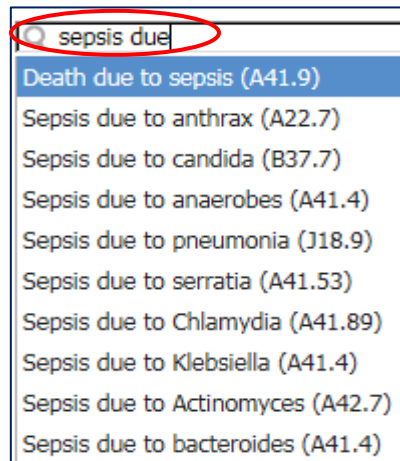 sepsis due
Death due to sepsis (A41.9)
Sepsis due to anthrax (A22.7)
Sepsis due to candida (B37.7)
Sepsis due to anaerobes (A41.4)
Sepsis due to pneumonia (J18.9)
Sepsis due to serratia (A41.53)
Sepsis due to Chlamydia (A41.89)
Sepsis due to Klebsiella (A41.4)
Sepsis due to Actinomyces (A42.7)
Sepsis due to bacteroides (A41.4)